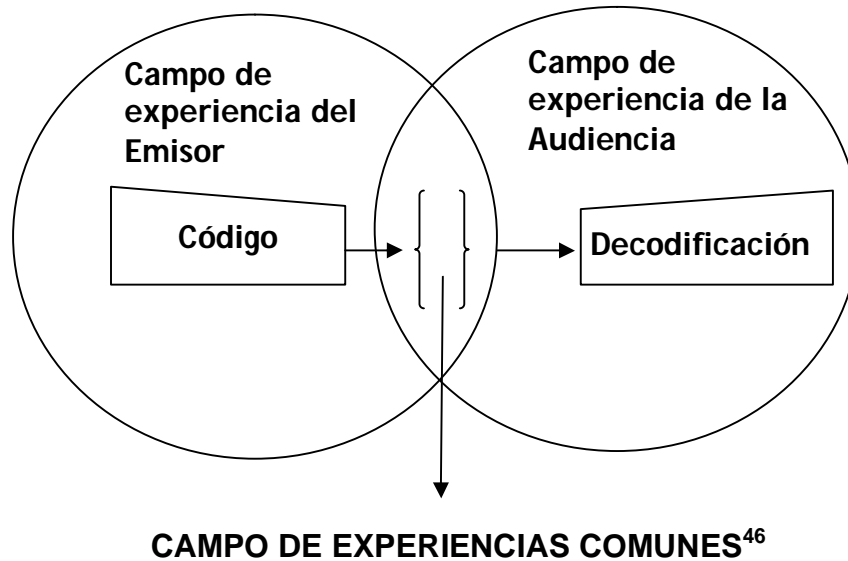 Campo de
experiencia del
Emisor
Campo de
experiencia de la
Audiencia
Código
Decodificación
CAMPO DE EXPERIENCIAS COMUNES⁴⁶